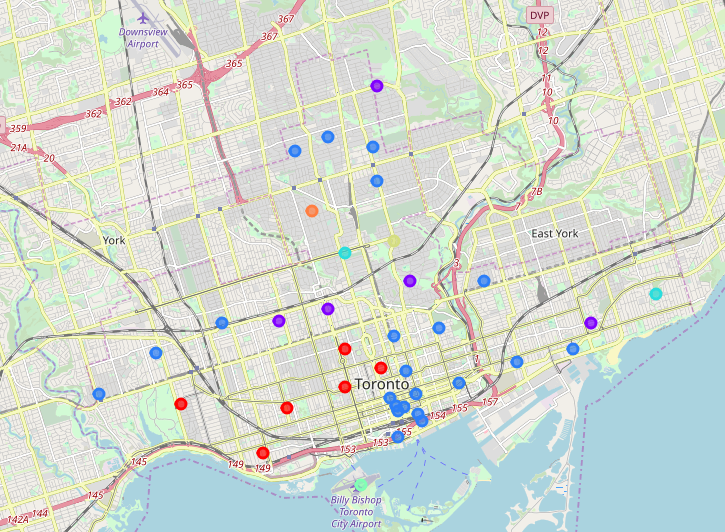 367
DVP
Downsview
Airport
12
367
12
365
11
364
365
10
362
362
10
359
21A
20
7B
York
East York
3
Toronto
157
155
154
155
153
153
145
149
149
145
144
142A
Billy Bishop
Toronto
City Airport